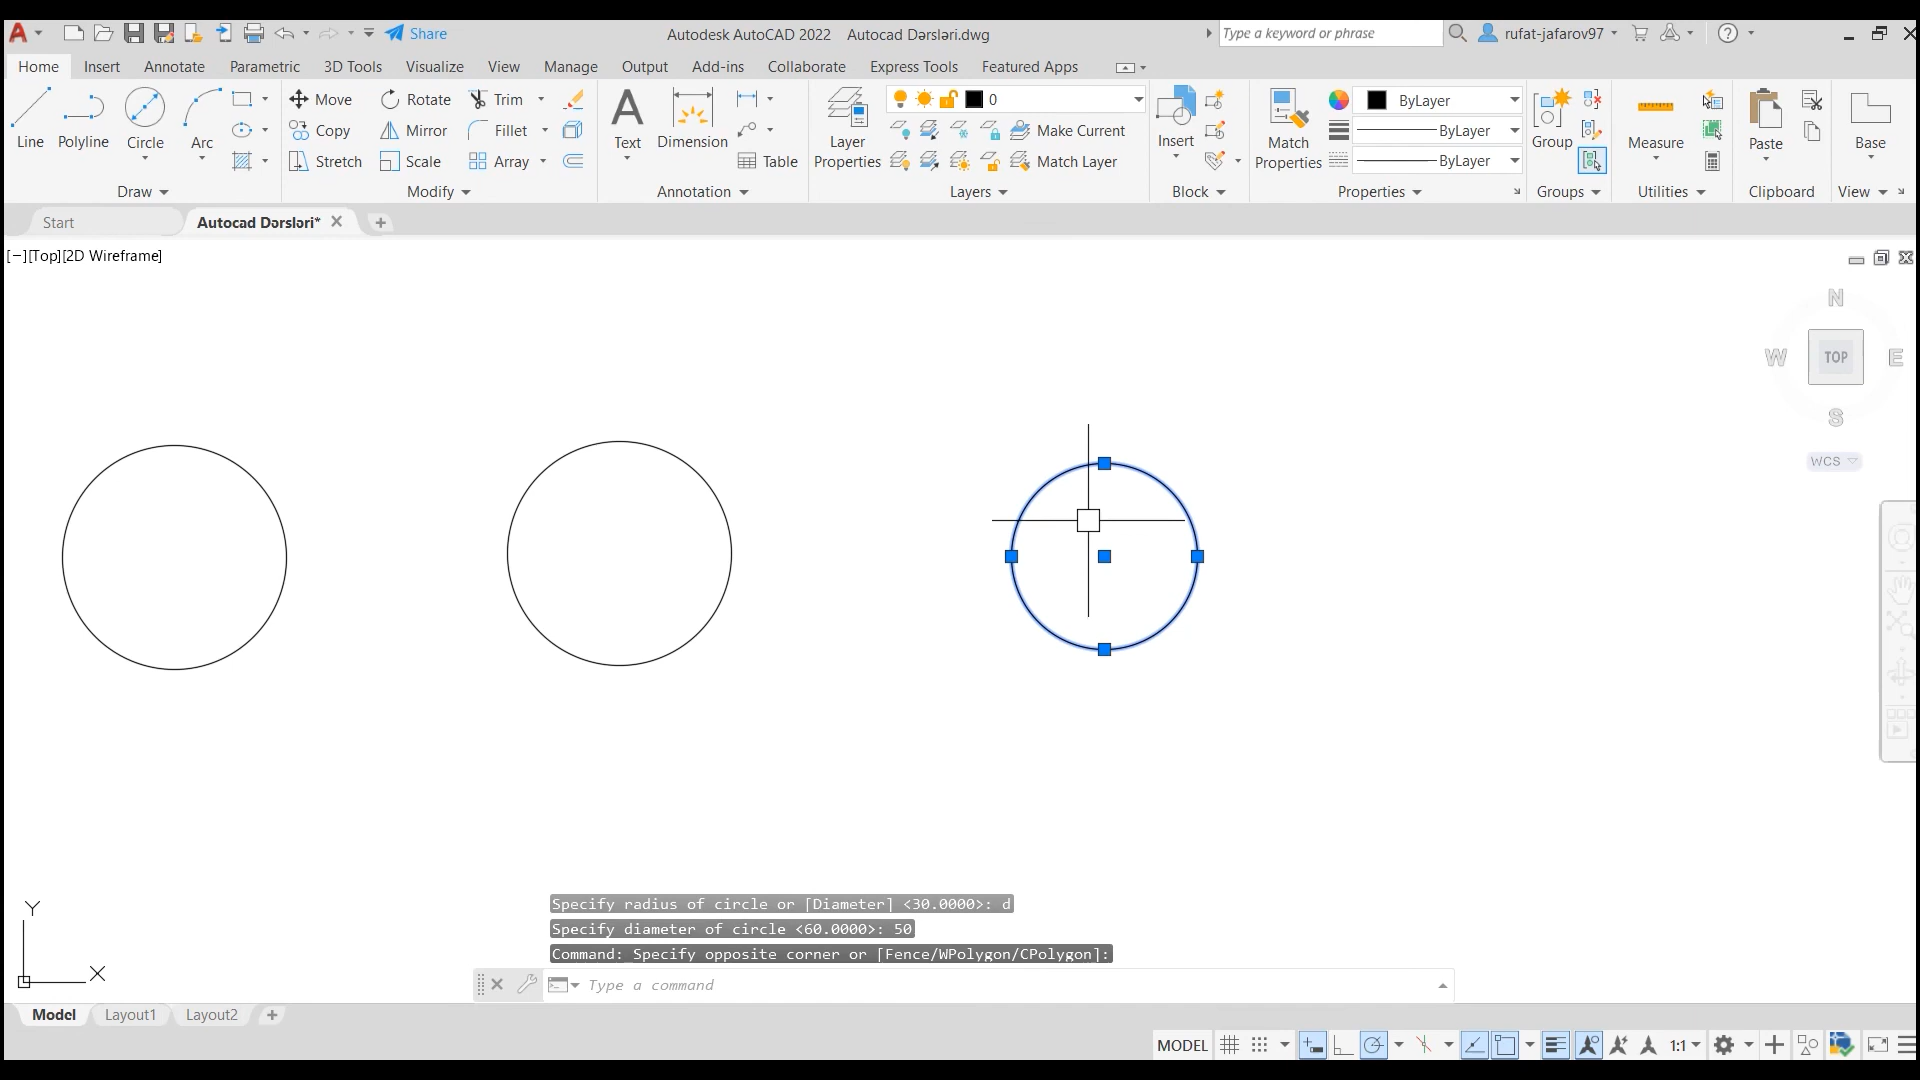 Share
Autodesk AutoCAD 2022 Autocad Dərsləri.dwg
Type a keyword or phrase
rufat-jafarov97
Home Insert Annotate Parametric 3D Tools Visualize View Manage Output Add-ins Collaborate Express Tools Featured Apps
Line Polyline Circle Arc
Draw
Move Rotate Trim
Copy Mirror Fillet
Stretch Scale Array
Modify
Text Dimension Table
Annotation
Layer Properties
0
Make Current
Match Layer
Layers
Insert
Block
Match Properties
ByLayer
ByLayer
ByLayer
Properties
Group
Groups
Measure
Utilities
Paste
Clipboard
Base
View
Start Autocad Dərsləri*
[−][Top][2D Wireframe]
N
W TOP E
S
WCS
Specify radius of circle or [Diameter] <30.0000>: d
Specify diameter of circle <60.0000>: 50
Command: Specify opposite corner or [Fence/WPolygon/CPolygon]:
Type a command
Y
X
Model Layout1 Layout2
MODEL 1:1